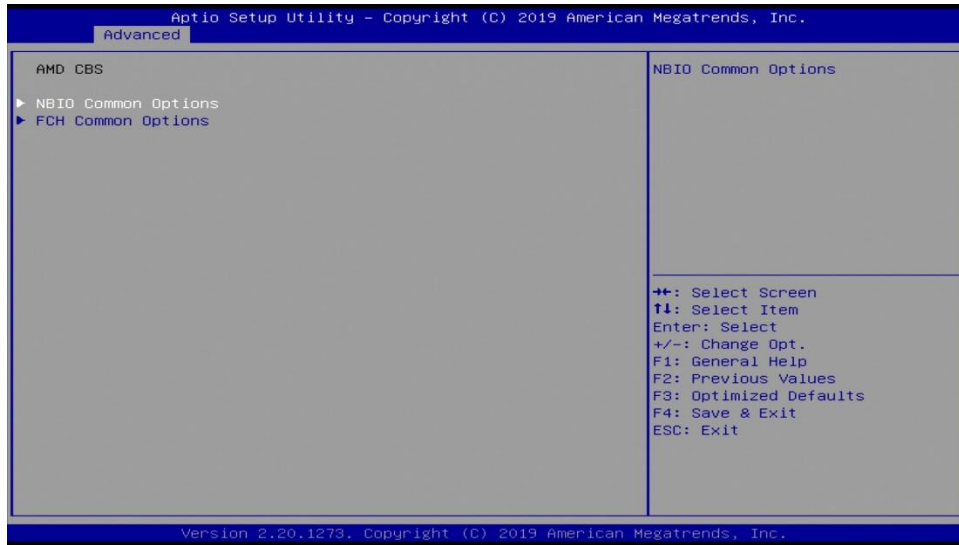 Aptio Setup Utility – Copyright (C) 2019 American Megatrends, Inc.
Advanced
AMD CBS
► NBIO Common Options
► FCH Common Options
NBIO Common Options
→←: Select Screen
↑↓: Select Item
Enter: Select
+/-: Change Opt.
F1: General Help
F2: Previous Values
F3: Optimized Defaults
F4: Save & Exit
ESC: Exit
Version 2.20.1273. Copyright (C) 2019 American Megatrends, Inc.